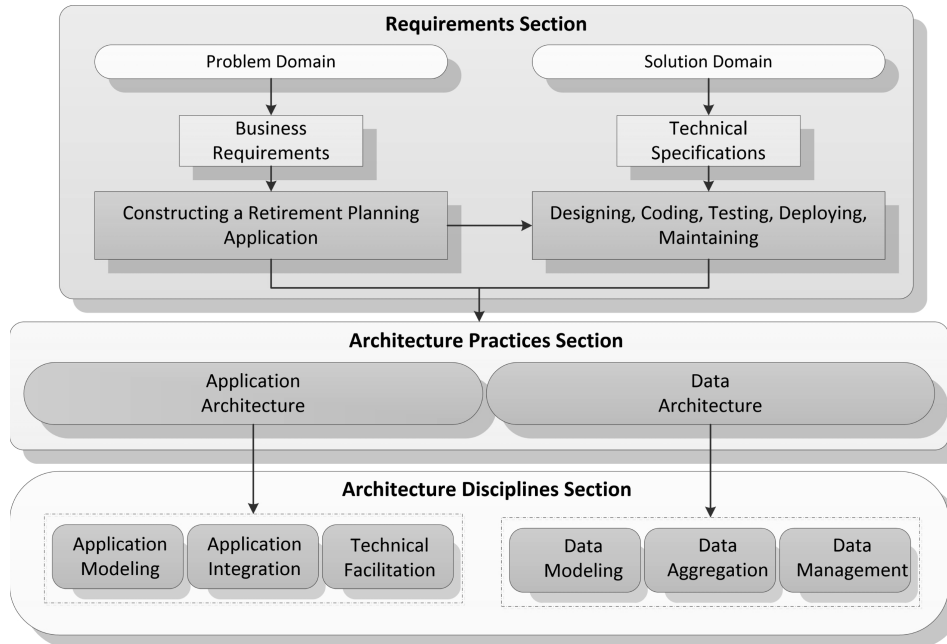 Requirements Section
Problem Domain
Solution Domain
Business
Requirements
Technical
Specifications
Constructing a Retirement Planning
Application
Designing, Coding, Testing, Deploying,
Maintaining
Architecture Practices Section
Application
Architecture
Data
Architecture
Architecture Disciplines Section
Application
Modeling
Application
Integration
Technical
Facilitation
Data
Modeling
Data
Aggregation
Data
Management